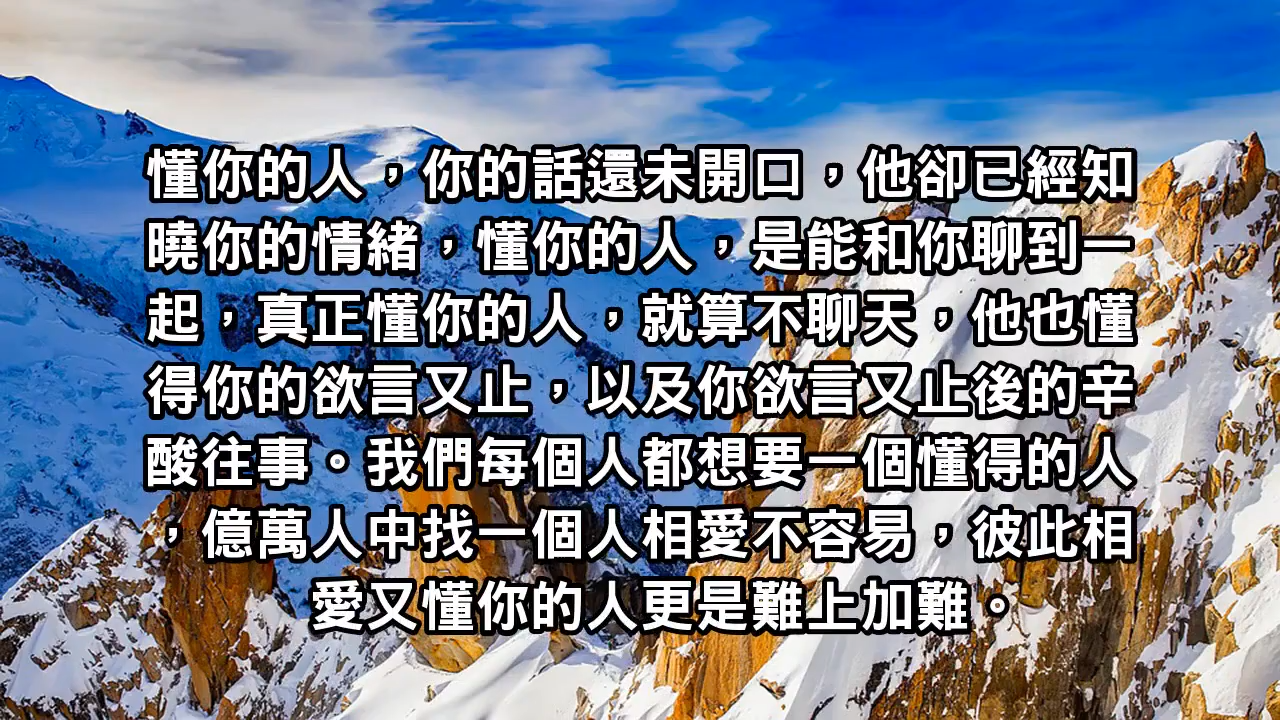 懂你的人，你的話還未開口，他卻已經知
曉你的情緒，懂你的人，是能和你聊到一
起，真正懂你的人，就算不聊天，他也懂
得你的欲言又止，以及你欲言又止後的辛
酸往事。我們每個人都想要一個懂得的人
，億萬人中找一個人相愛不容易，彼此相
愛又懂你的人更是難上加難。